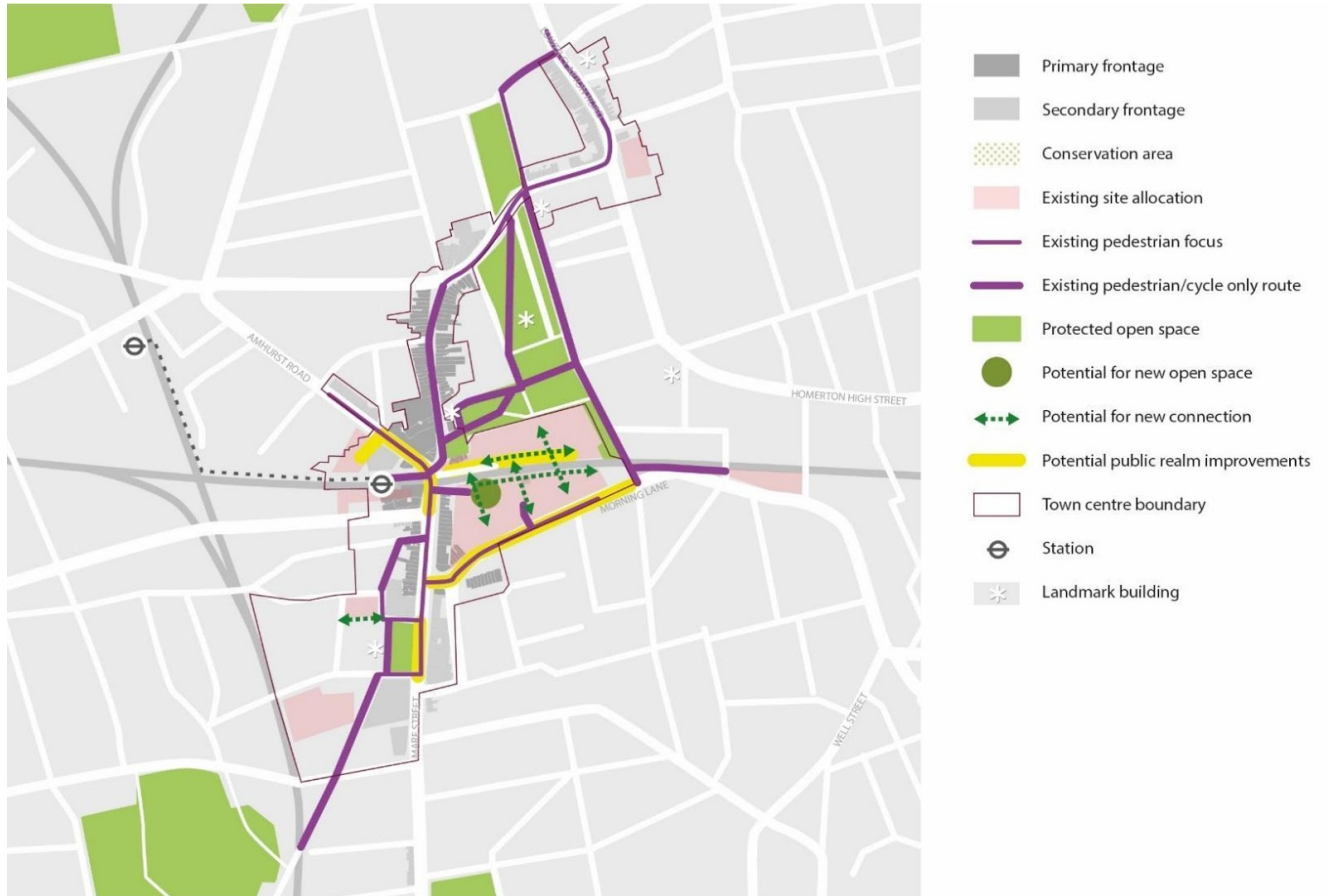 AMHURST ROAD
HOMERTON HIGH STREET
MORNING LANE
MARE STREET
WELL STREET
Primary frontage
Secondary frontage
Conservation area
Existing site allocation
Existing pedestrian focus
Existing pedestrian/cycle only route
Protected open space
Potential for new open space
Potential for new connection
Potential public realm improvements
Town centre boundary
Station
Landmark building